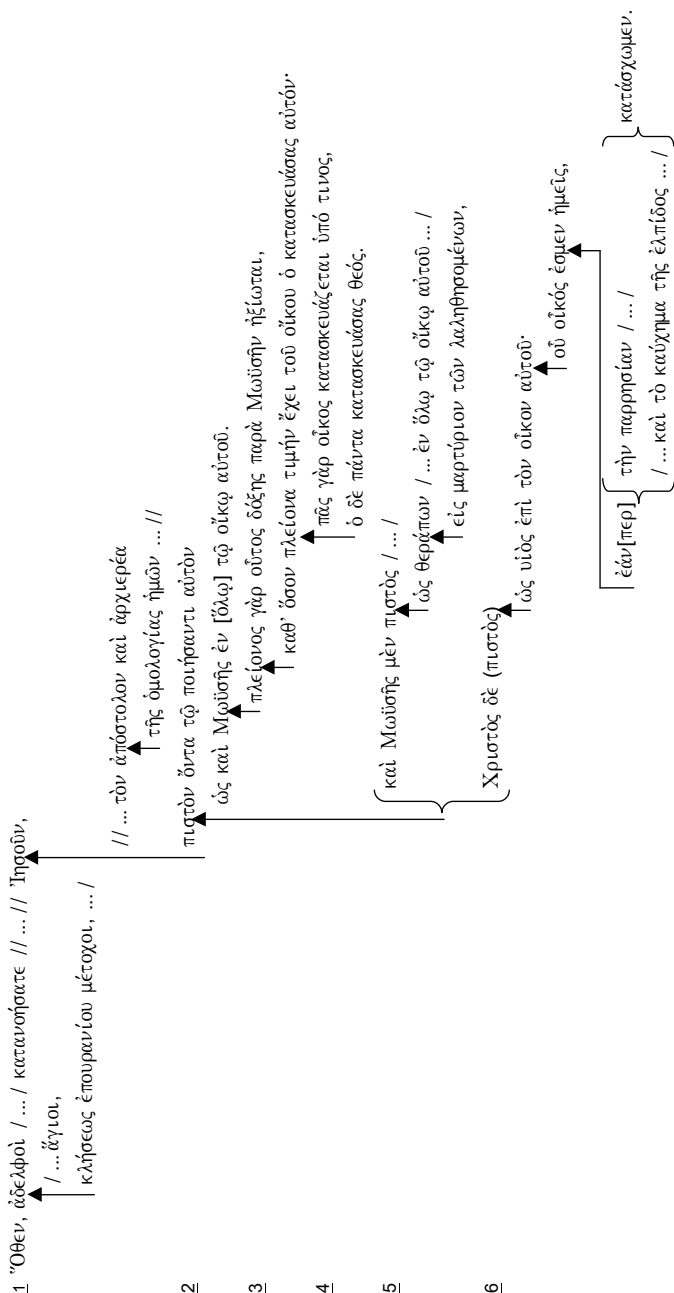 1 Ὅθεν, ἀδελφοὶ / ... / κατανοήσατε // ... // Ἰησοῦν,
/ ... ἅγιοι,
κλήσεως ἐπουρανίου μέτοχοι, ... /
// ... τὸν ἀπόστολον καὶ ἀρχιερέα
τῆς ὁμολογίας ἡμῶν ... //
2 πιστὸν ὄντα τῷ ποιήσαντι αὐτὸν
ὡς καὶ Μωϋσῆς ἐν [ὅλῳ] τῷ οἴκῳ αὐτοῦ.
3 πλείονος γὰρ οὗτος δόξης παρὰ Μωϋσῆν ἠξίωται,
καθ' ὅσον πλείονα τιμὴν ἔχει τοῦ οἴκου ὁ κατασκευάσας αὐτόν·
4 πᾶς γὰρ οἶκος κατασκευάζεται ὑπό τινος,
ὁ δὲ πάντα κατασκευάσας θεός.
5 καὶ Μωϋσῆς μὲν πιστὸς / ... /
ὡς θεράπων / ... ἐν ὅλῳ τῷ οἴκῳ αὐτοῦ ... /
εἰς μαρτύριον τῶν λαληθησομένων,
6 Χριστὸς δὲ (πιστὸς)
ὡς υἱὸς ἐπὶ τὸν οἶκον αὐτοῦ·
οὗ οἶκός ἐσμεν ἡμεῖς,
ἐάν[περ] τὴν παρρησίαν / ... / κατάσχωμεν.
/ ... καὶ τὸ καύχημα τῆς ἐλπίδος ... /